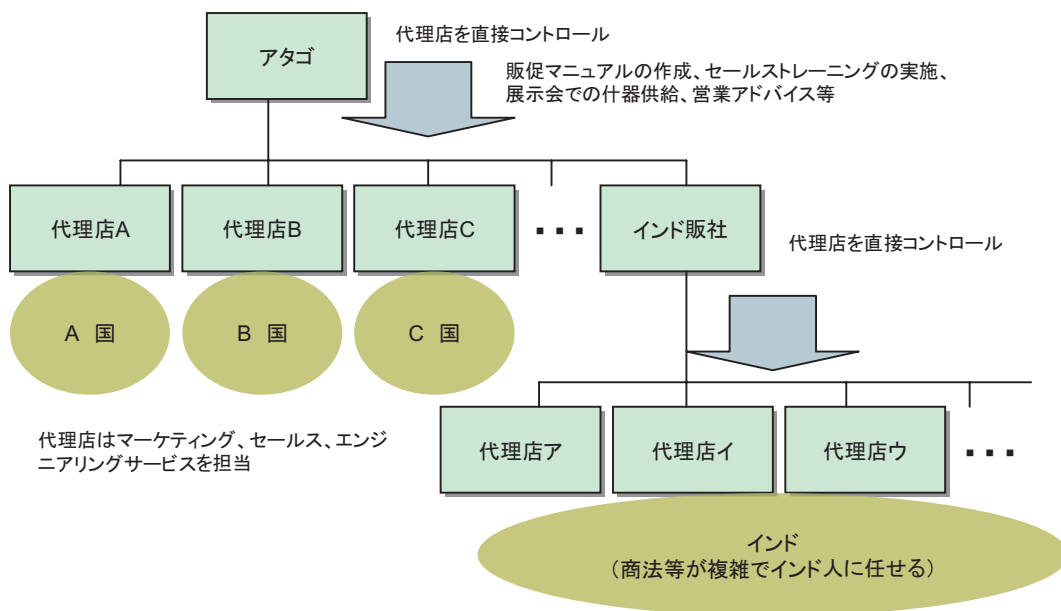 アタゴ
代理店を直接コントロール
販促マニュアルの作成、セールストレーニングの実施、
展示会での什器供給、営業アドバイス等
代理店A
代理店B
代理店C
・・・
インド販社
代理店を直接コントロール
A 国
B 国
C 国
代理店はマーケティング、セールス、エンジ
ニアリングサービスを担当
代理店ア
代理店イ
代理店ウ
・・・
インド
（商法等が複雑でインド人に任せる）